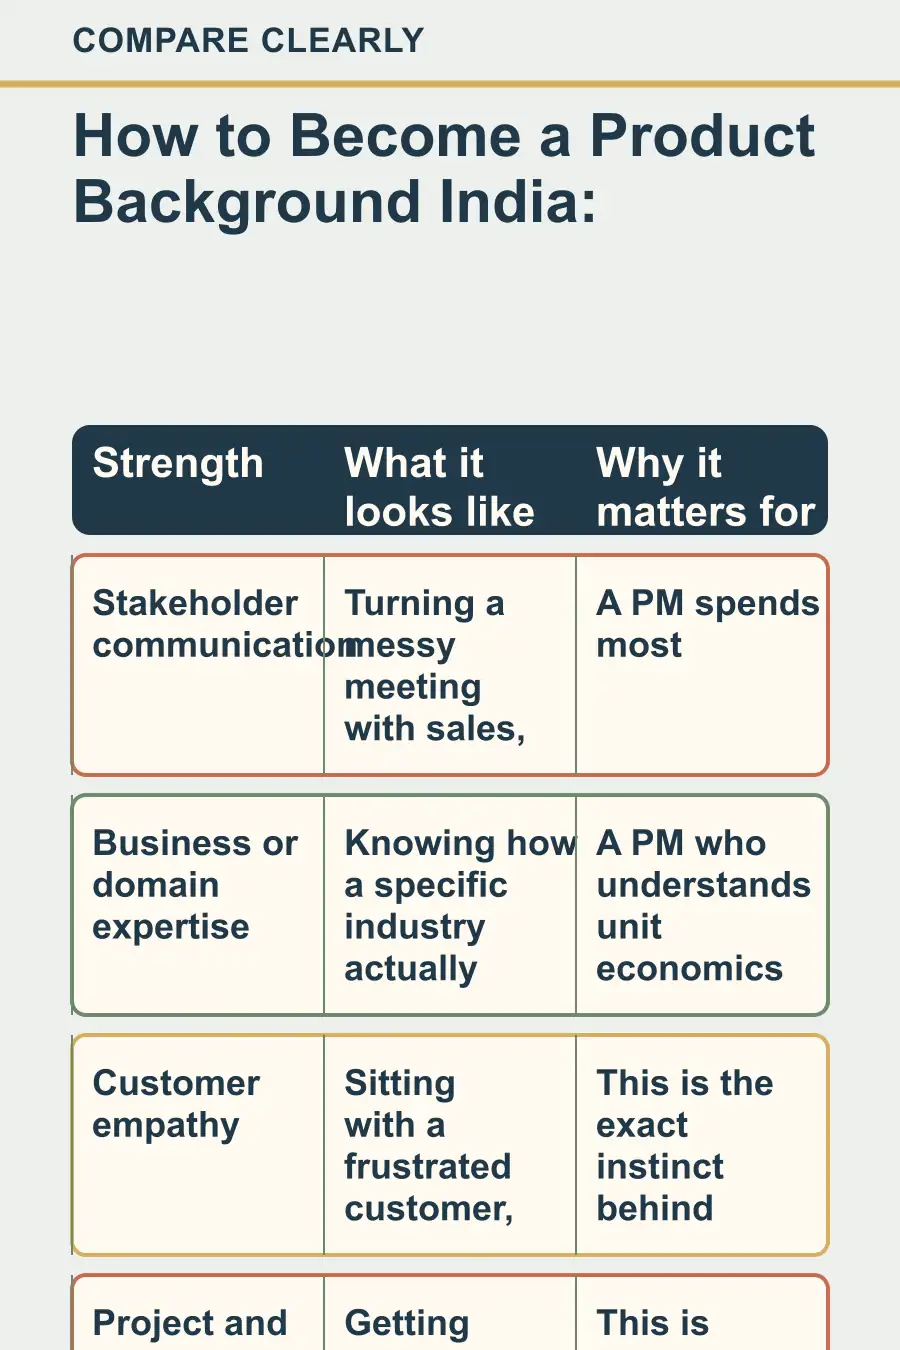 COMPARE CLEARLY
How to Become a Product
Background India:
Strength
What it
looks like
Why it
matters for
Stakeholder
communication
Turning a
messy
meeting
with sales,
A PM spends
most
Business or
domain
expertise
Knowing how
a specific
industry
actually
A PM who
understands
unit
economics
Customer
empathy
Sitting
with a
frustrated
customer,
This is the
exact
instinct
behind
Project and
Getting
This is